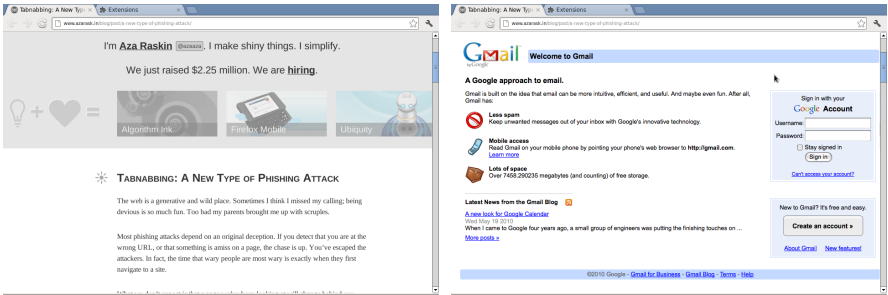 Tabnabbing: A New Typ
Extensions
www.azarask.in/blog/post/a-new-type-of-phishing-attack/
I'm Aza Raskin @azaaza. I make shiny things. I simplify.
We just raised $2.25 million. We are hiring.
Algorithm Ink
Firefox Mobile
Ubiquity
TABNABBING: A NEW TYPE OF PHISHING ATTACK
The web is a generative and wild place. Sometimes I think I missed my calling; being
devious is so much fun. Too bad my parents brought me up with scruples.
Most phishing attacks depend on an original deception. If you detect that you are at the
wrong URL, or that something is amiss on a page, the chase is up. You've escaped the
attackers. In fact, the time that wary people are most wary is exactly when they first
navigate to a site.
Tabnabbing: A New Typ
Extensions
www.azarask.in/blog/post/a-new-type-of-phishing-attack/
Gmail
by Google
Welcome to Gmail
A Google approach to email.
Gmail is built on the idea that email can be more intuitive, efficient, and useful. And maybe even fun. After all,
Gmail has:
Less spam
Keep unwanted messages out of your inbox with Google's innovative technology.
Mobile access
Read Gmail on your mobile phone by pointing your phone's web browser to http://gmail.com.
Learn more
Lots of space
Over 7458.290235 megabytes (and counting) of free storage.
Latest News from the Gmail Blog
A new look for Google Calendar
Wed May 19 2010
When I came to Google four years ago, a small group of engineers was putting the finishing touches on ...
More posts »
Sign in with your
Google Account
Username:
Password:
Stay signed in
Sign in
Can't access your account?
New to Gmail? It's free and easy.
Create an account »
About Gmail New features!
©2010 Google - Gmail for Business - Gmail Blog - Terms - Help